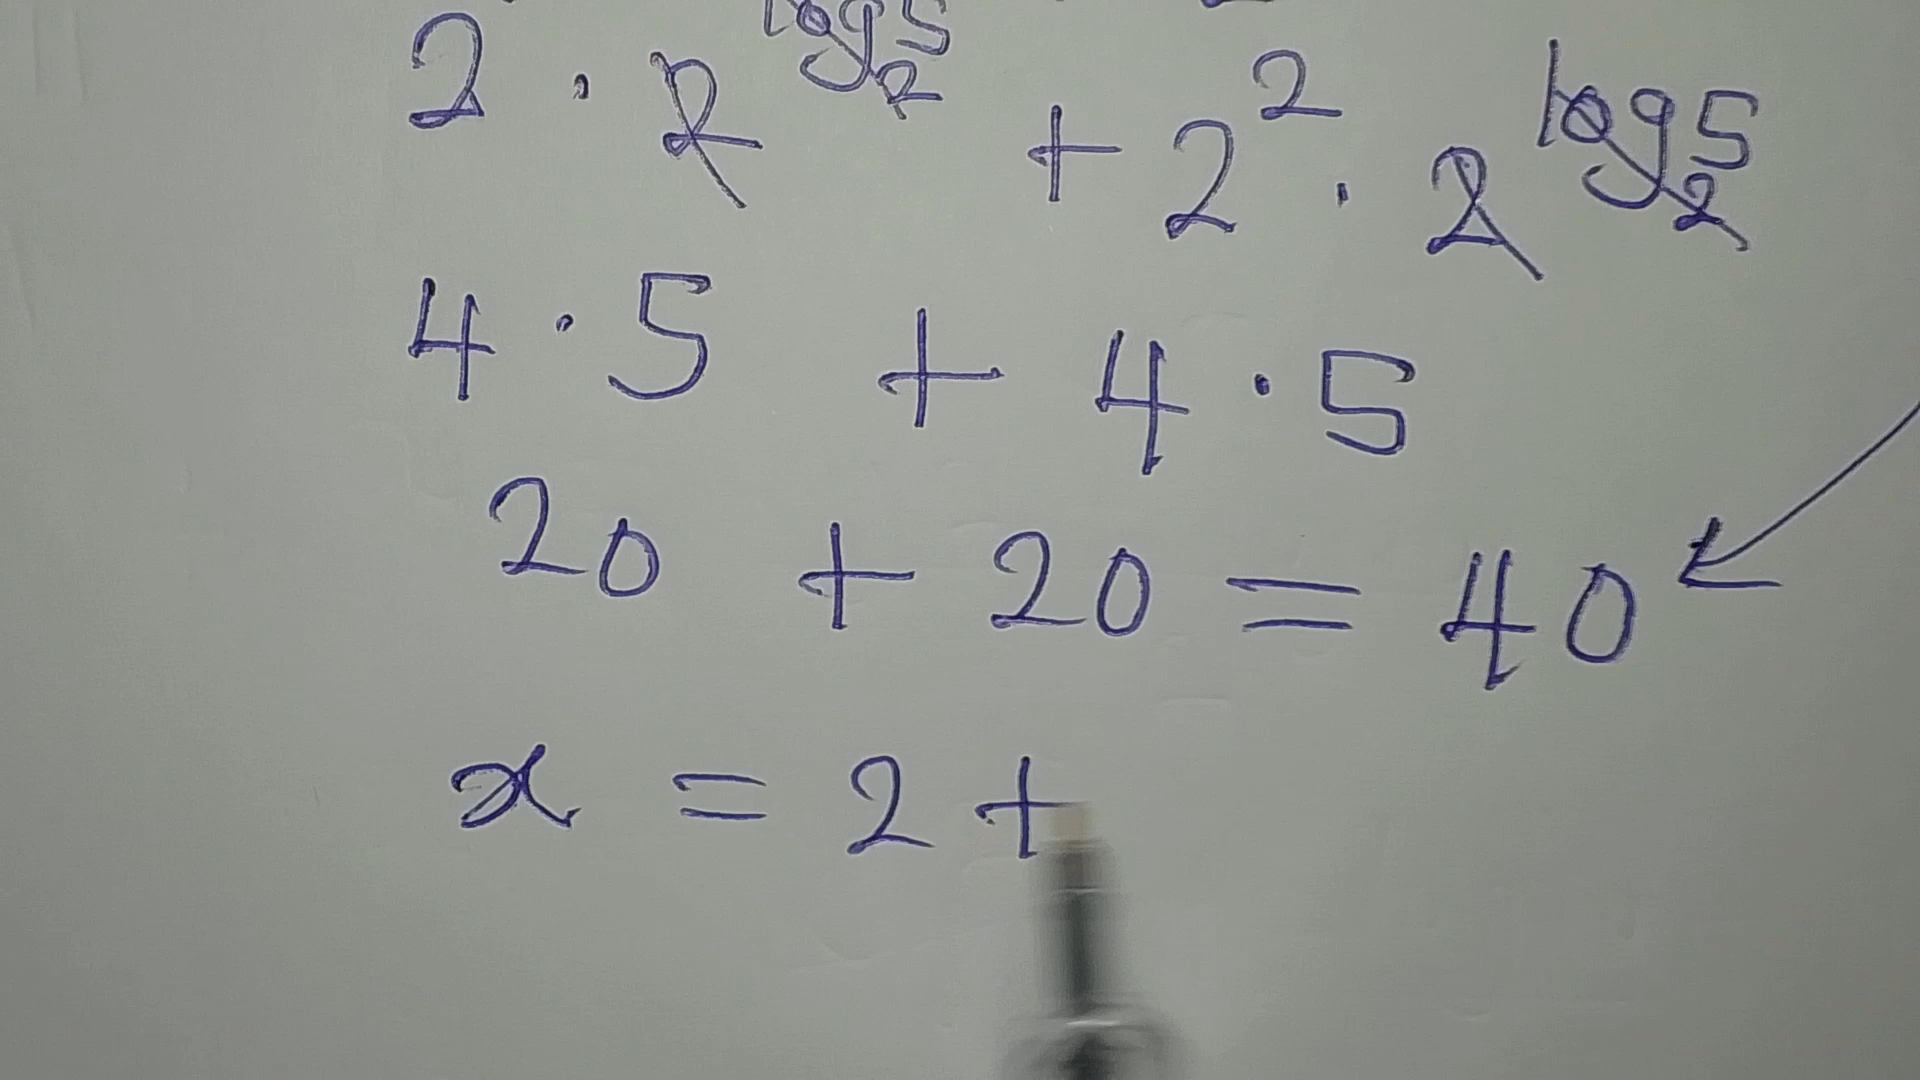 2 · 2^log₂5 + 2² · 2^log₂5
4 · 5 + 4 · 5
20 + 20 = 40
x = 2 +